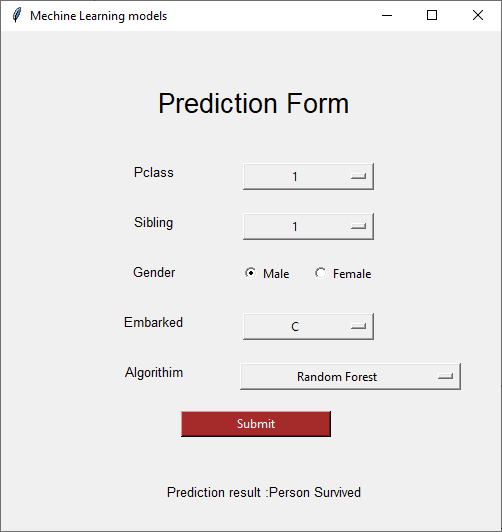 Mechine Learning models
Prediction Form
Pclass 1
Sibling 1
Gender Male Female
Embarked C
Algorithim Random Forest
Submit
Prediction result :Person Survived